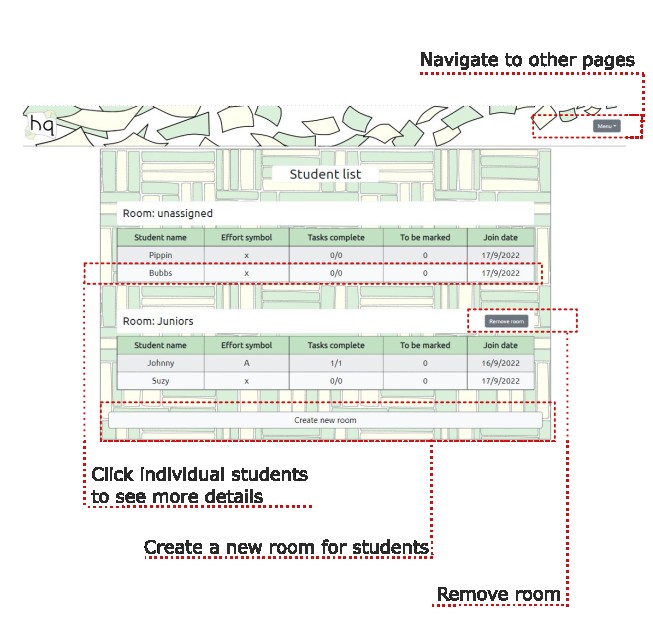 Navigate to other pages
hq
Menu
Student list
Room: unassigned
Student name Effort symbol Tasks complete To be marked Join date
Pippin x 0/0 0 17/9/2022
Bubbs x 0/0 0 17/9/2022
Room: Juniors Remove room
Student name Effort symbol Tasks complete To be marked Join date
Johnny A 1/1 0 16/9/2022
Suzy x 0/0 0 17/9/2022
Create new room
Click individual students
to see more details
Create a new room for students
Remove room